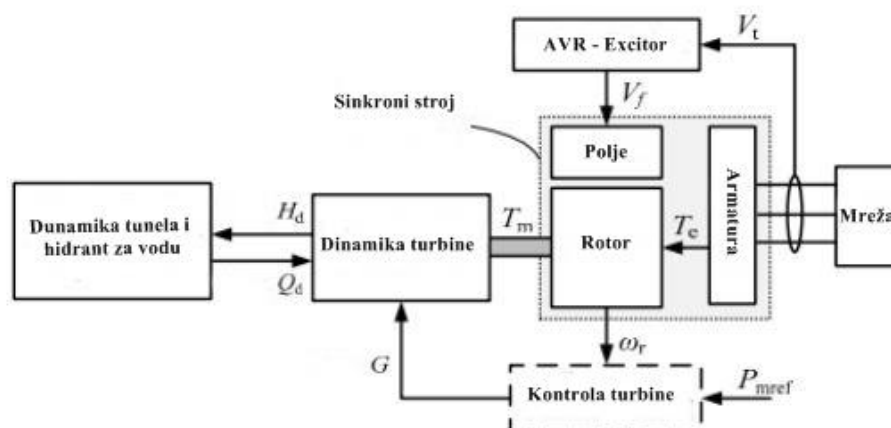 AVR - Excitor
V_t
V_f
Sinkroni stroj
Polje
Armatura
Mreža
Dunamika tunela i
hidrant za vodu
H_d
Q_d
Dinamika turbine
T_m
Rotor
T_e
ω_r
G
Kontrola turbine
P_mref